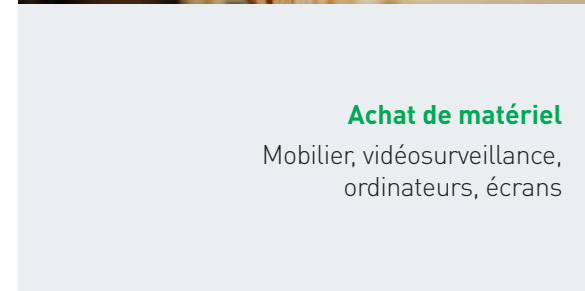 Achat de matériel
Mobilier, vidéosurveillance,
ordinateurs, écrans